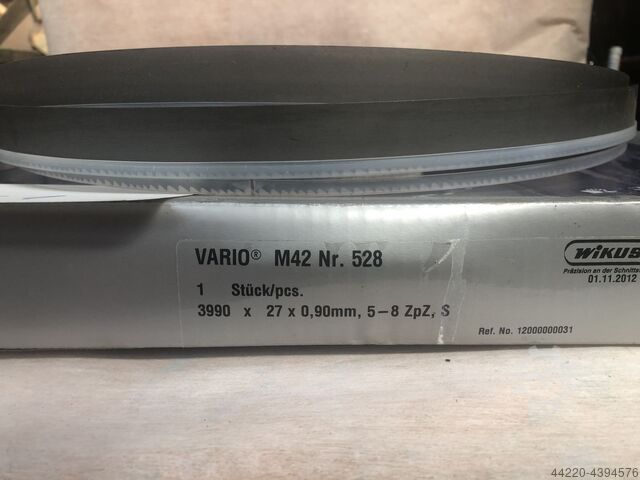 VARIO® M42 Nr. 528
WIKUS
Präzision an der Schnittst
01.11.2012
1 Stück/pcs.
3990 x 27 x 0,90mm, 5-8 ZpZ, S
Ref. No. 12000000031
44220-4394576